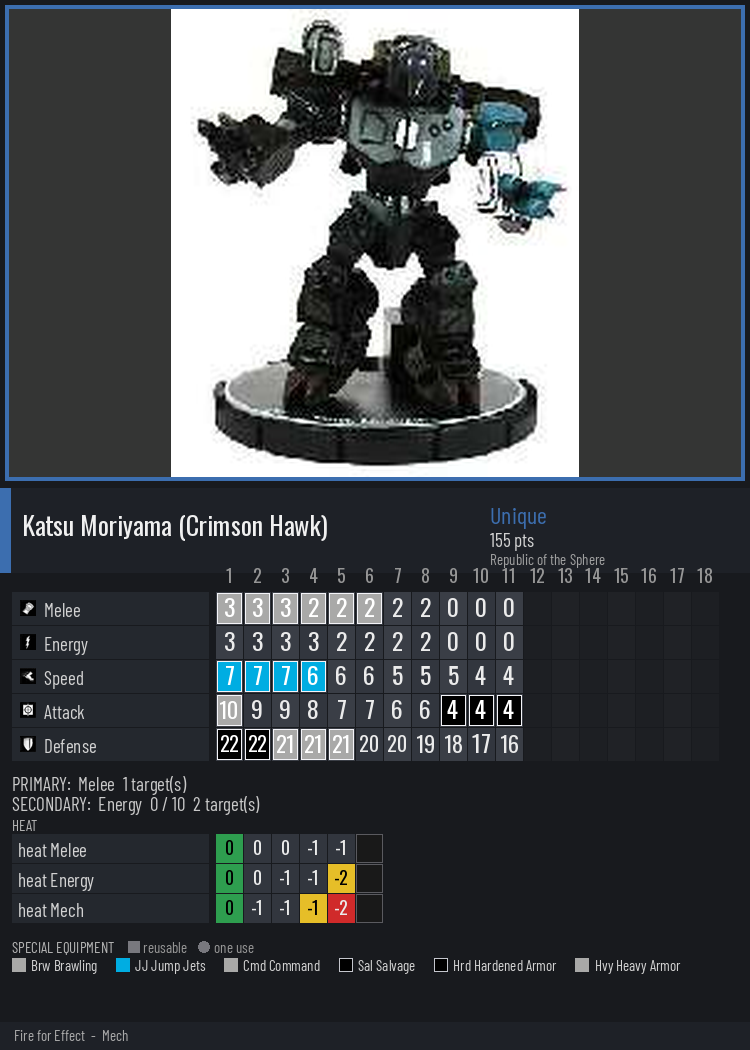 Katsu Moriyama (Crimson Hawk)
Unique
155 pts
Republic of the Sphere
1 2 3 4 5 6 7 8 9 10 11 12 13 14 15 16 17 18
Melee 3 3 3 2 2 2 2 2 0 0 0
Energy 3 3 3 3 2 2 2 2 0 0 0
Speed 7 7 7 6 6 6 5 5 5 4 4
Attack 10 9 9 8 7 7 6 6 4 4 4
Defense 22 22 21 21 21 20 20 19 18 17 16
PRIMARY: Melee 1 target(s)
SECONDARY: Energy 0 / 10 2 target(s)
HEAT
heat Melee 0 0 0 -1 -1
heat Energy 0 0 -1 -1 -2
heat Mech 0 -1 -1 -1 -2
SPECIAL EQUIPMENT reusable one use
Brw Brawling JJ Jump Jets Cmd Command Sal Salvage Hrd Hardened Armor Hvy Heavy Armor
Fire for Effect - Mech